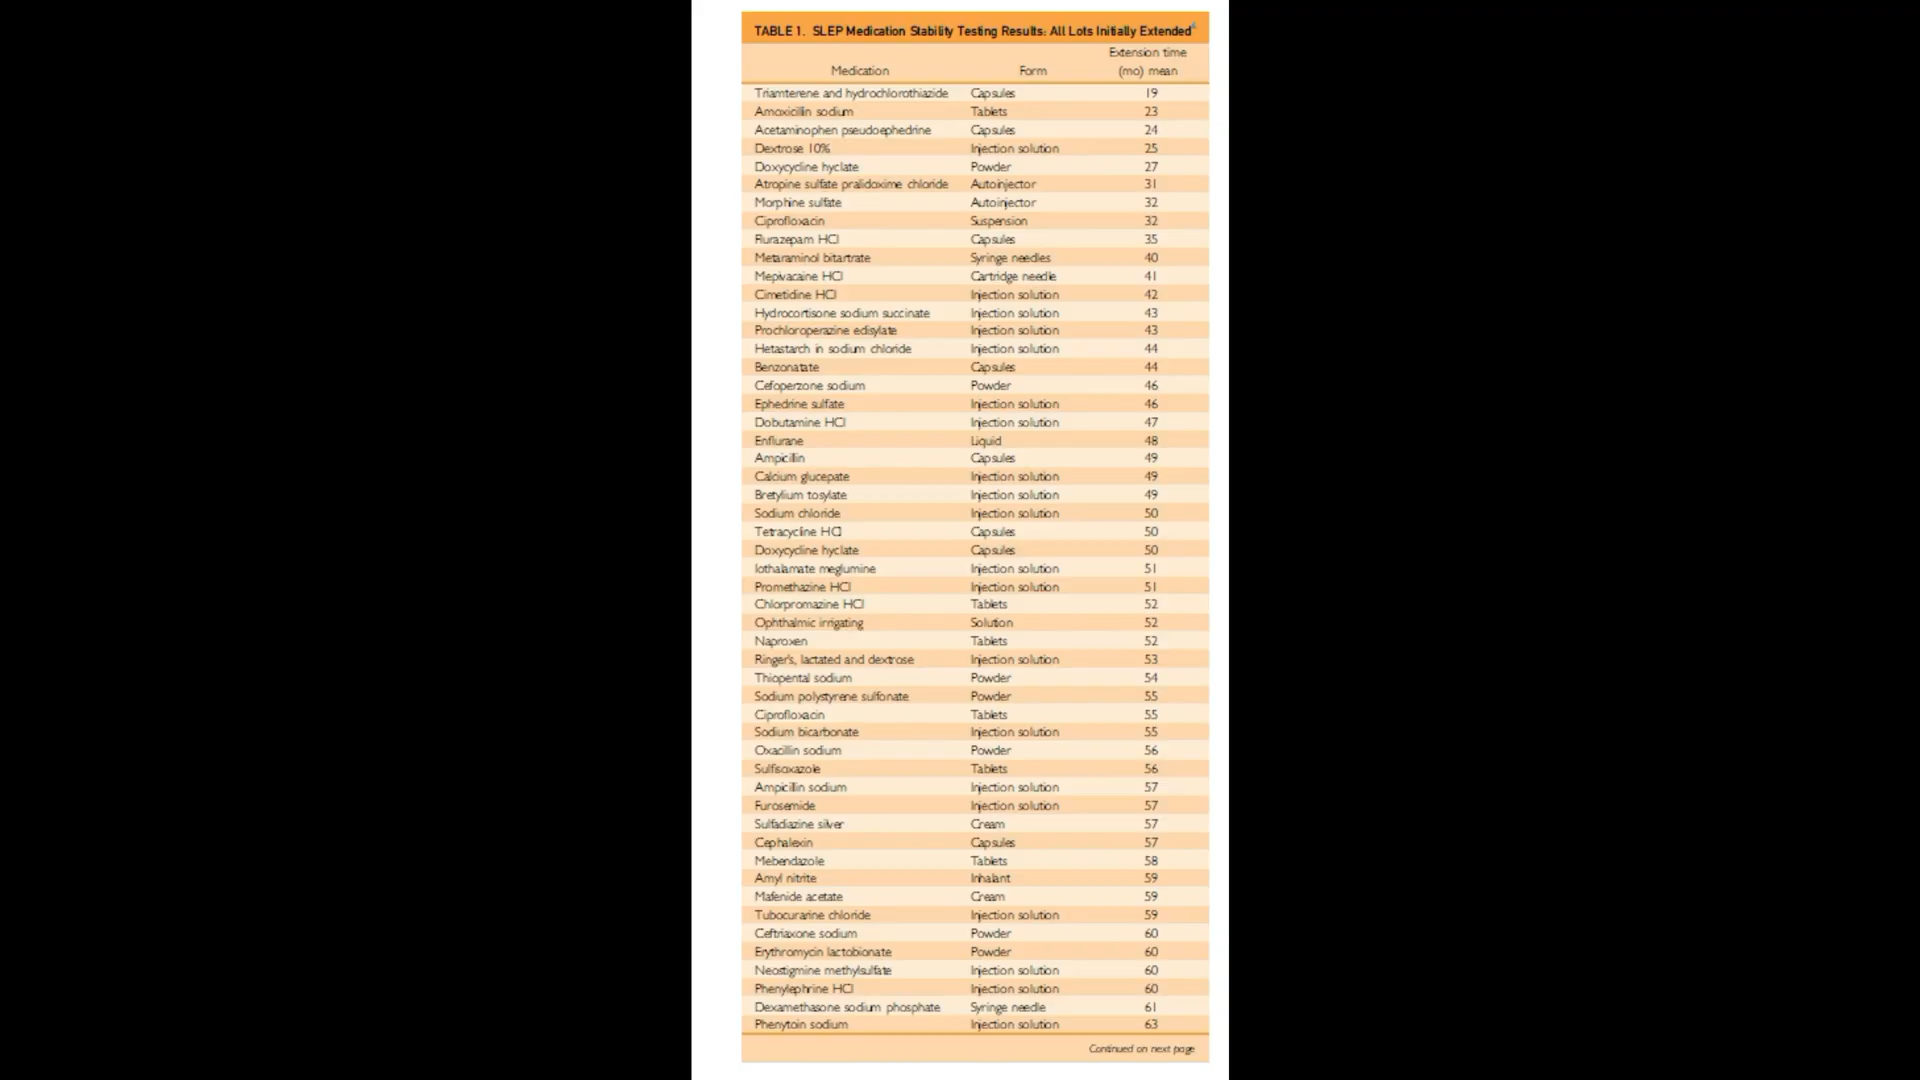 TABLE 1. SLEP Medication Stability Testing Results: All Lots Initially Extended
Extension time
Medication Form (mo) mean
Triamterene and hydrochlorothiazide Capsules 19
Amoxicillin sodium Tablets 23
Acetaminophen pseudoephedrine Capsules 24
Dextrose 10% Injection solution 25
Doxycycline hyclate Powder 27
Atropine sulfate pralidoxime chloride Autoinjector 31
Morphine sulfate Autoinjector 32
Ciprofloxacin Suspension 32
Flurazepam HCl Capsules 35
Metaraminol bitartrate Syringe needles 40
Mepivacaine HCl Cartridge needle 41
Cimetidine HCl Injection solution 42
Hydrocortisone sodium succinate Injection solution 43
Prochloroperazine edisylate Injection solution 43
Hetastarch in sodium chloride Injection solution 44
Benzonatate Capsules 44
Cefoperzone sodium Powder 46
Ephedrine sulfate Injection solution 46
Dobutamine HCl Injection solution 47
Enflurane Liquid 48
Ampicillin Capsules 49
Calcium glucepate Injection solution 49
Bretylium tosylate Injection solution 49
Sodium chloride Injection solution 50
Tetracycline HCl Capsules 50
Doxycycline hyclate Capsules 50
Iothalamate meglumine Injection solution 51
Promethazine HCl Injection solution 51
Chlorpromazine HCl Tablets 52
Ophthalmic irrigating Solution 52
Naproxen Tablets 52
Ringer's, lactated and dextrose Injection solution 53
Thiopental sodium Powder 54
Sodium polystyrene sulfonate Powder 55
Ciprofloxacin Tablets 55
Sodium bicarbonate Injection solution 55
Oxacillin sodium Powder 56
Sulfisoxazole Tablets 56
Ampicillin sodium Injection solution 57
Furosemide Injection solution 57
Sulfadiazine silver Cream 57
Cephalexin Capsules 57
Mebendazole Tablets 58
Amyl nitrite Inhalant 59
Mafenide acetate Cream 59
Tubocurarine chloride Injection solution 59
Ceftriaxone sodium Powder 60
Erythromycin lactobionate Powder 60
Neostigmine methylsulfate Injection solution 60
Phenylephrine HCl Injection solution 60
Dexamethasone sodium phosphate Syringe needle 61
Phenytoin sodium Injection solution 63
Continued on next page